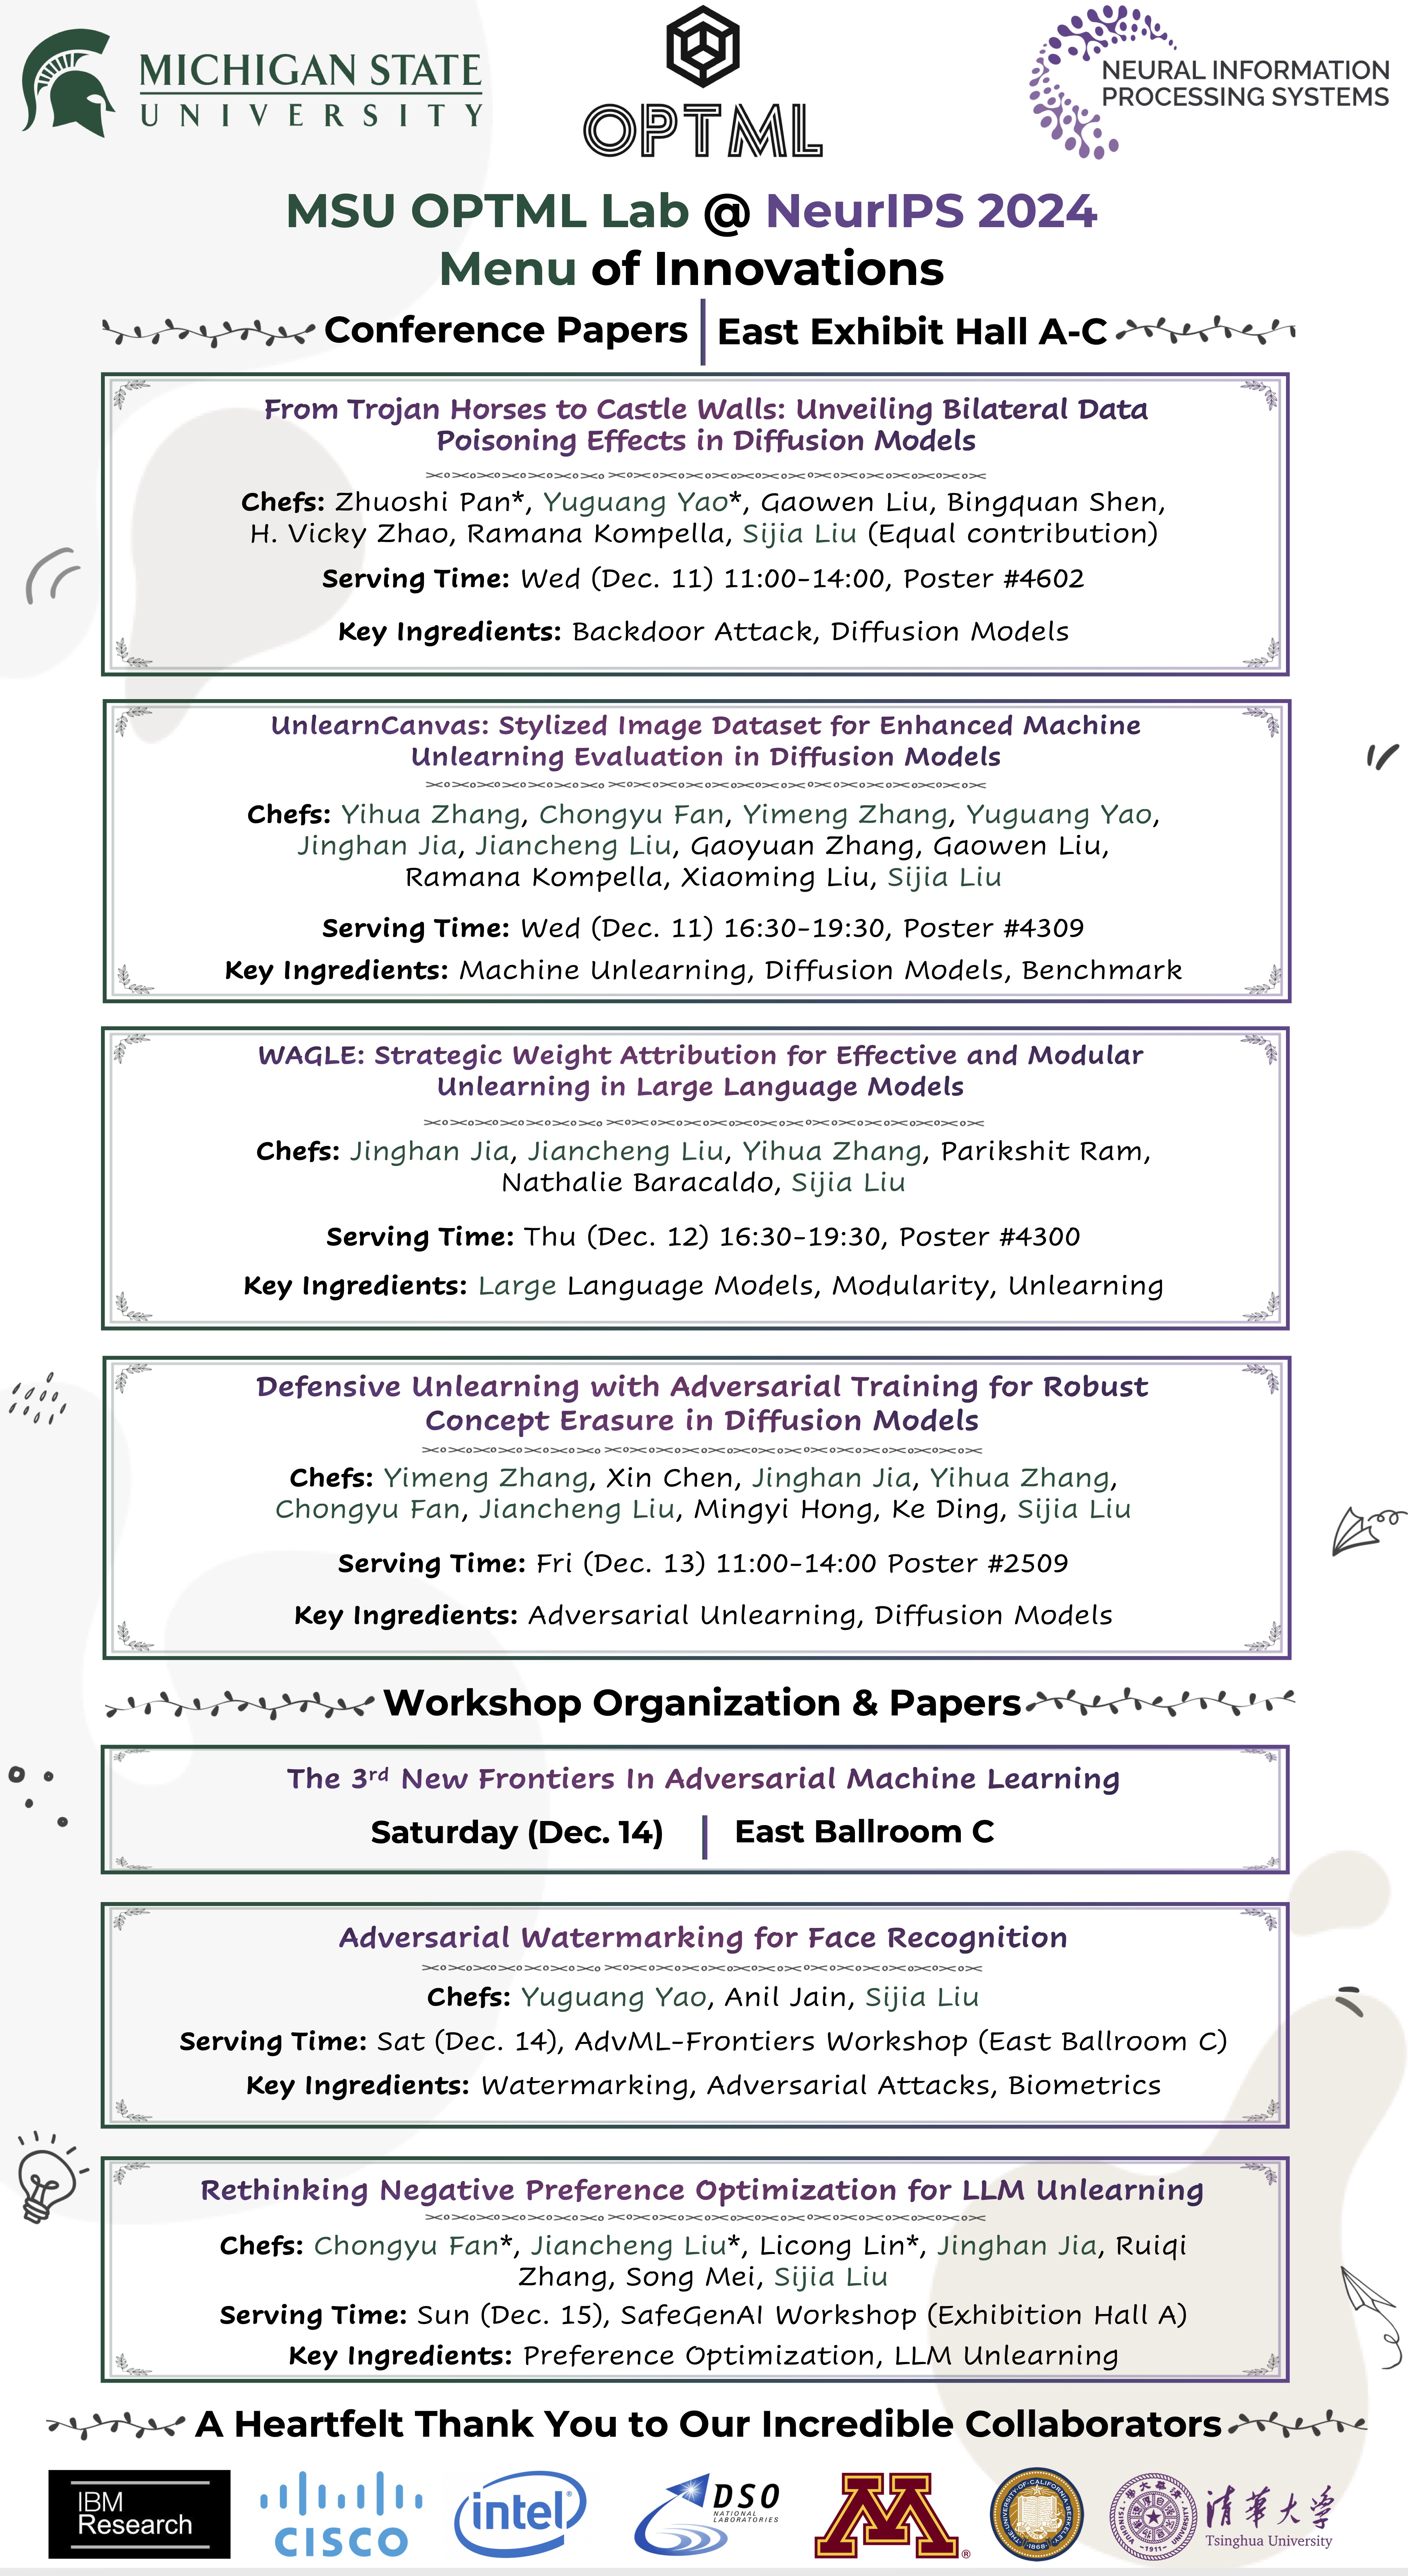 MICHIGAN STATE
UNIVERSITY
OPTML
NEURAL INFORMATION
PROCESSING SYSTEMS
MSU OPTML Lab @ NeurIPS 2024
Menu of Innovations
Conference Papers | East Exhibit Hall A-C
From Trojan Horses to Castle Walls: Unveiling Bilateral Data
Poisoning Effects in Diffusion Models
Chefs: Zhuoshi Pan*, Yuguang Yao*, Gaowen Liu, Bingquan Shen,
H. Vicky Zhao, Ramana Kompella, Sijia Liu (Equal contribution)
Serving Time: Wed (Dec. 11) 11:00-14:00, Poster #4602
Key Ingredients: Backdoor Attack, Diffusion Models
UnlearnCanvas: Stylized Image Dataset for Enhanced Machine
Unlearning Evaluation in Diffusion Models
Chefs: Yihua Zhang, Chongyu Fan, Yimeng Zhang, Yuguang Yao,
Jinghan Jia, Jiancheng Liu, Gaoyuan Zhang, Gaowen Liu,
Ramana Kompella, Xiaoming Liu, Sijia Liu
Serving Time: Wed (Dec. 11) 16:30-19:30, Poster #4309
Key Ingredients: Machine Unlearning, Diffusion Models, Benchmark
WAGLE: Strategic Weight Attribution for Effective and Modular
Unlearning in Large Language Models
Chefs: Jinghan Jia, Jiancheng Liu, Yihua Zhang, Parikshit Ram,
Nathalie Baracaldo, Sijia Liu
Serving Time: Thu (Dec. 12) 16:30-19:30, Poster #4300
Key Ingredients: Large Language Models, Modularity, Unlearning
Defensive Unlearning with Adversarial Training for Robust
Concept Erasure in Diffusion Models
Chefs: Yimeng Zhang, Xin Chen, Jinghan Jia, Yihua Zhang,
Chongyu Fan, Jiancheng Liu, Mingyi Hong, Ke Ding, Sijia Liu
Serving Time: Fri (Dec. 13) 11:00-14:00 Poster #2509
Key Ingredients: Adversarial Unlearning, Diffusion Models
Workshop Organization & Papers
The 3rd New Frontiers In Adversarial Machine Learning
Saturday (Dec. 14) | East Ballroom C
Adversarial Watermarking for Face Recognition
Chefs: Yuguang Yao, Anil Jain, Sijia Liu
Serving Time: Sat (Dec. 14), AdvML-Frontiers Workshop (East Ballroom C)
Key Ingredients: Watermarking, Adversarial Attacks, Biometrics
Rethinking Negative Preference Optimization for LLM Unlearning
Chefs: Chongyu Fan*, Jiancheng Liu*, Licong Lin*, Jinghan Jia, Ruiqi
Zhang, Song Mei, Sijia Liu
Serving Time: Sun (Dec. 15), SafeGenAI Workshop (Exhibition Hall A)
Key Ingredients: Preference Optimization, LLM Unlearning
A Heartfelt Thank You to Our Incredible Collaborators
IBM
Research
CISCO
intel®
DSO
NATIONAL
LABORATORIES
M®
THE·UNIVERSITY·OF·CALIFORNIA·BERKELEY
1868
TSINGHUA UNIVERSITY
1911
清華大学
Tsinghua University